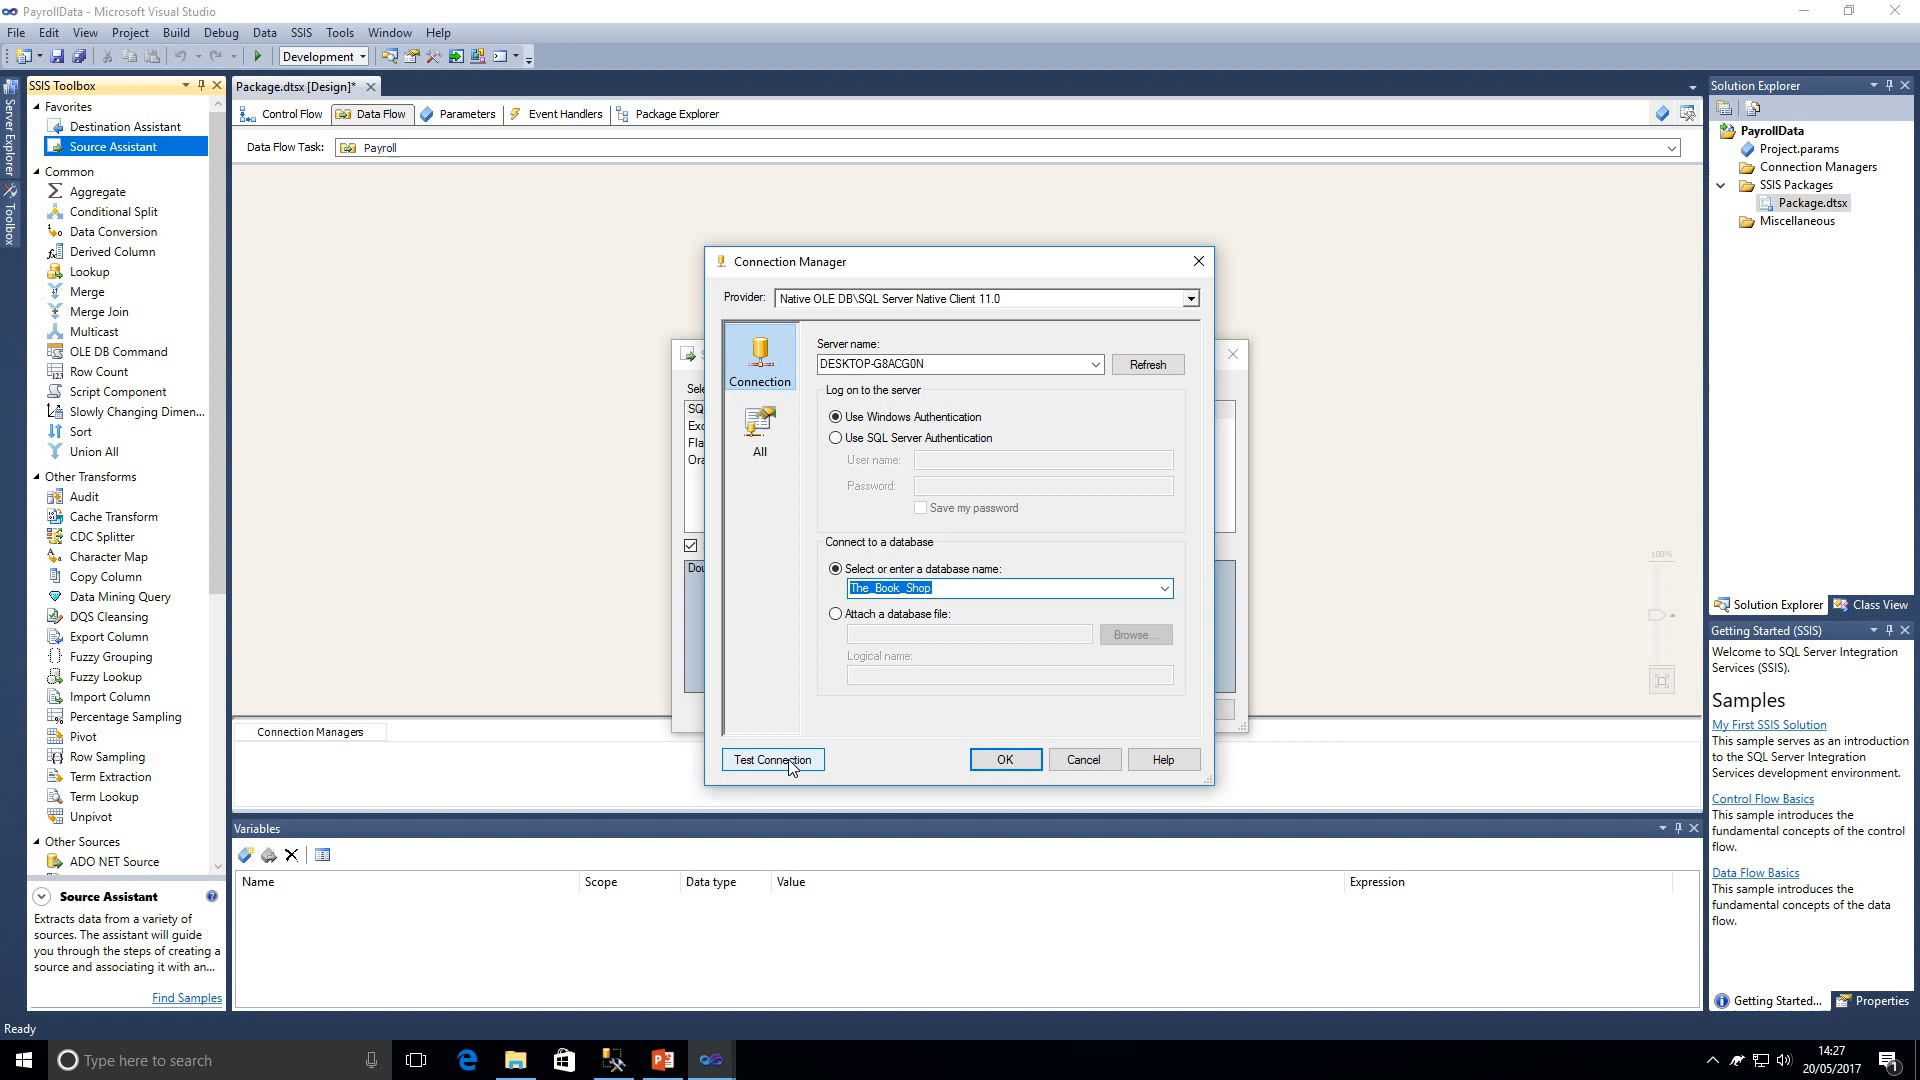 PayrollData - Microsoft Visual Studio
File Edit View Project Build Debug Data SSIS Tools Window Help
Development
Server Explorer
Toolbox
SSIS Toolbox
Favorites
Destination Assistant
Source Assistant
Common
Aggregate
Conditional Split
Data Conversion
Derived Column
Lookup
Merge
Merge Join
Multicast
OLE DB Command
Row Count
Script Component
Slowly Changing Dimen...
Sort
Union All
Other Transforms
Audit
Cache Transform
CDC Splitter
Character Map
Copy Column
Data Mining Query
DQS Cleansing
Export Column
Fuzzy Grouping
Fuzzy Lookup
Import Column
Percentage Sampling
Pivot
Row Sampling
Term Extraction
Term Lookup
Unpivot
Other Sources
ADO NET Source
Source Assistant
Extracts data from a variety of
sources. The assistant will guide
you through the steps of creating a
source and associating it with an...
Find Samples
Package.dtsx [Design]*
Control Flow Data Flow Parameters Event Handlers Package Explorer
Data Flow Task: Payroll
Connection Manager
Provider: Native OLE DB\SQL Server Native Client 11.0
Connection
All
Server name:
DESKTOP-G8ACG0N
Refresh
Log on to the server
Use Windows Authentication
Use SQL Server Authentication
User name:
Password:
Save my password
Connect to a database
Select or enter a database name:
The_Book_Shop
Attach a database file:
Browse...
Logical name:
Test Connection OK Cancel Help
100%
Connection Managers
Variables
Name Scope Data type Value Expression
Solution Explorer
PayrollData
Project.params
Connection Managers
SSIS Packages
Package.dtsx
Miscellaneous
Solution Explorer Class View
Getting Started (SSIS)
Welcome to SQL Server Integration
Services (SSIS).
Samples
My First SSIS Solution
This sample serves as an introduction
to the SQL Server Integration
Services development environment.
Control Flow Basics
This sample introduces the
fundamental concepts of the control
flow.
Data Flow Basics
This sample introduces the
fundamental concepts of the data
flow.
Getting Started... Properties
Ready
Type here to search
14:27
20/05/2017
1